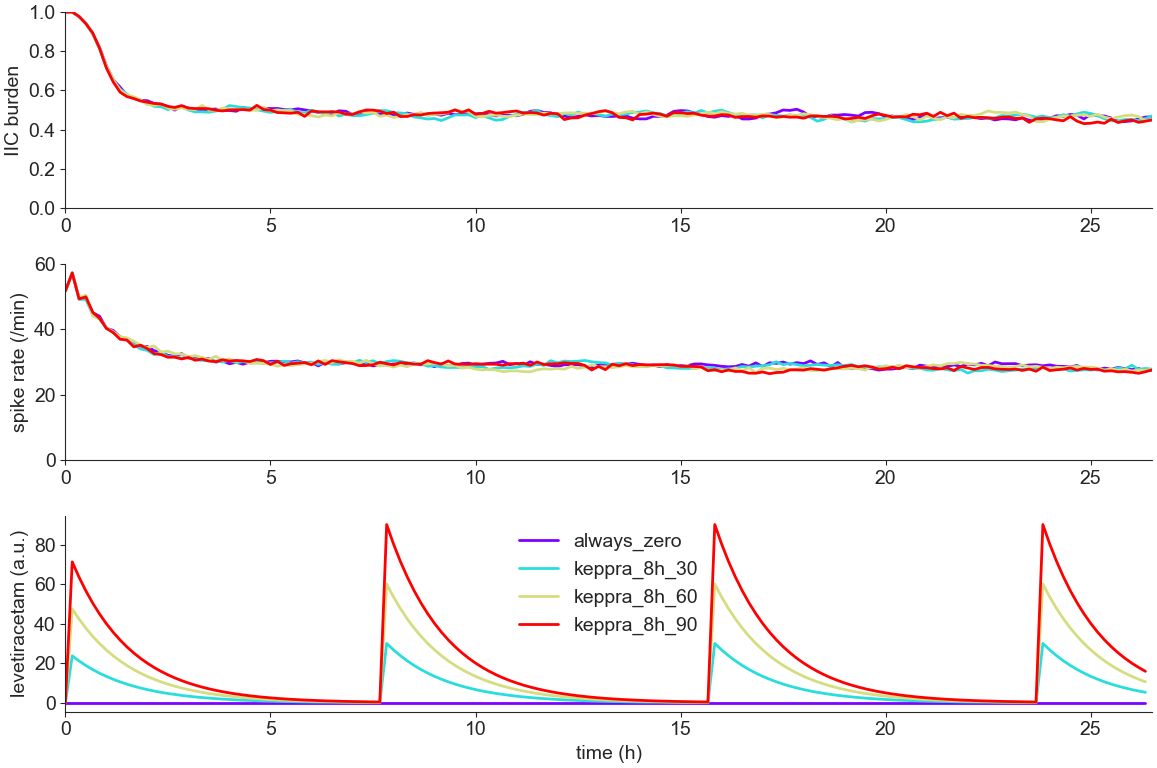 IIC burden
1.0
0.8
0.6
0.4
0.2
0.0
0 5 10 15 20 25
spike rate (/min)
60
40
20
0
0 5 10 15 20 25
levetiracetam (a.u.)
80
60
40
20
0
always_zero
keppra_8h_30
keppra_8h_60
keppra_8h_90
0 5 10 15 20 25
time (h)